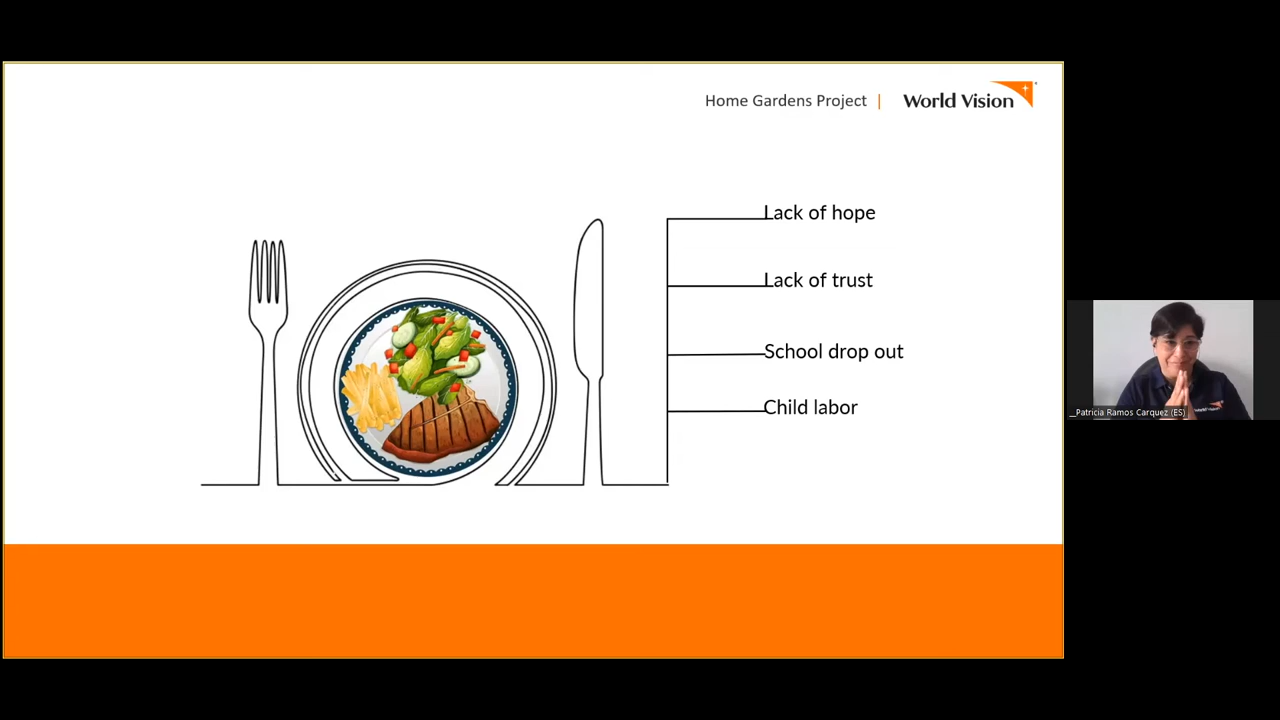 Home Gardens Project |
World Vision
Lack of hope
Lack of trust
School drop out
Child labor
__Patricia Ramos Carquez (ES)